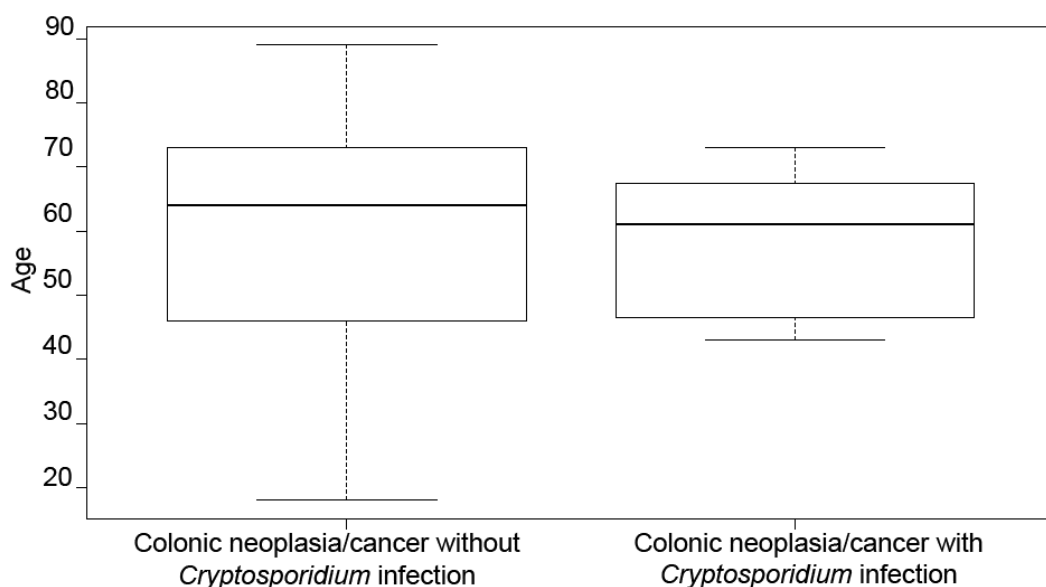 90
80
70
60
50
40
30
20
Age
Colonic neoplasia/cancer without
Cryptosporidium infection
Colonic neoplasia/cancer with
Cryptosporidium infection